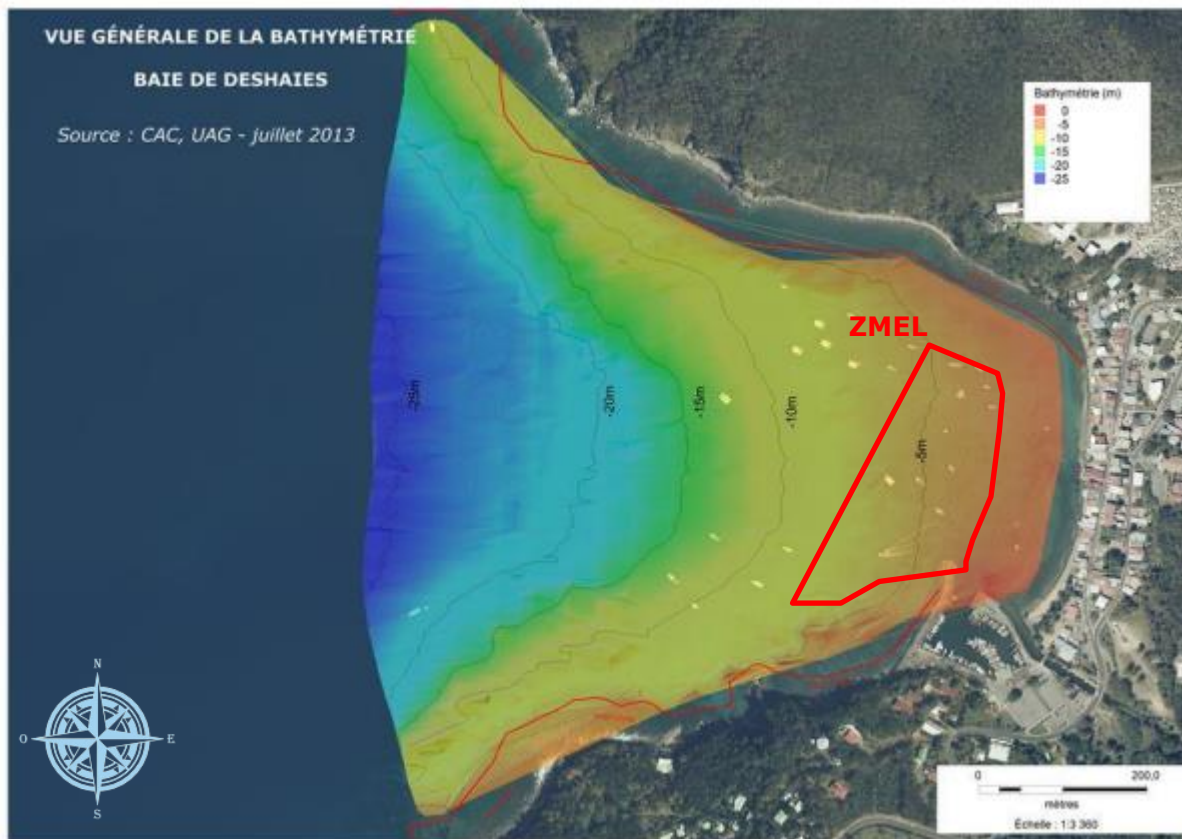 VUE GÉNÉRALE DE LA BATHYMÉTRIE
BAIE DE DESHAIES
Source : CAC, UAG - juillet 2013
Bathymétrie (m)
0
-5
-10
-15
-20
-25
ZMEL
-25m
-20m
-15m
-10m
-5m
N
O
E
S
0
200,0
mètres
Échelle : 1:3 360